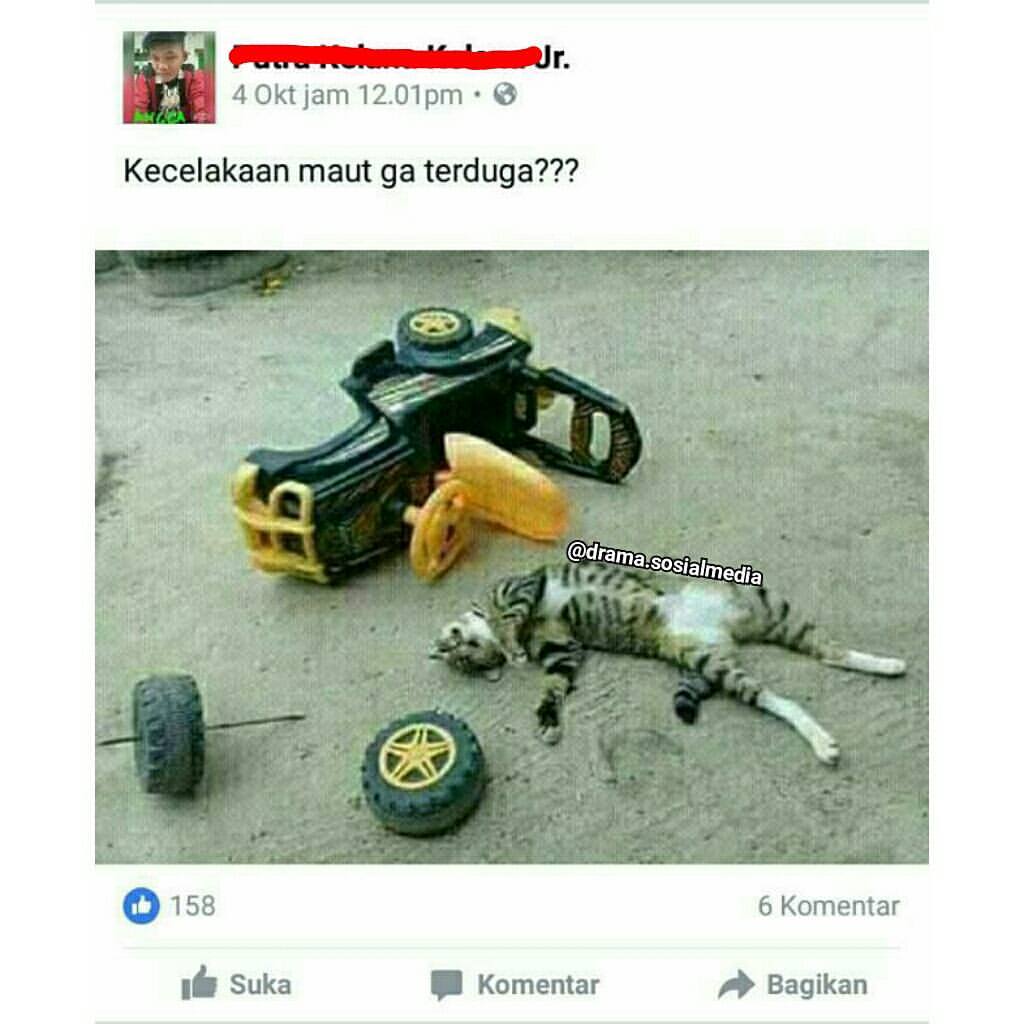 Jr.
4 Okt jam 12.01pm •
Kecelakaan maut ga terduga???
@drama.sosialmedia
158
6 Komentar
Suka
Komentar
Bagikan